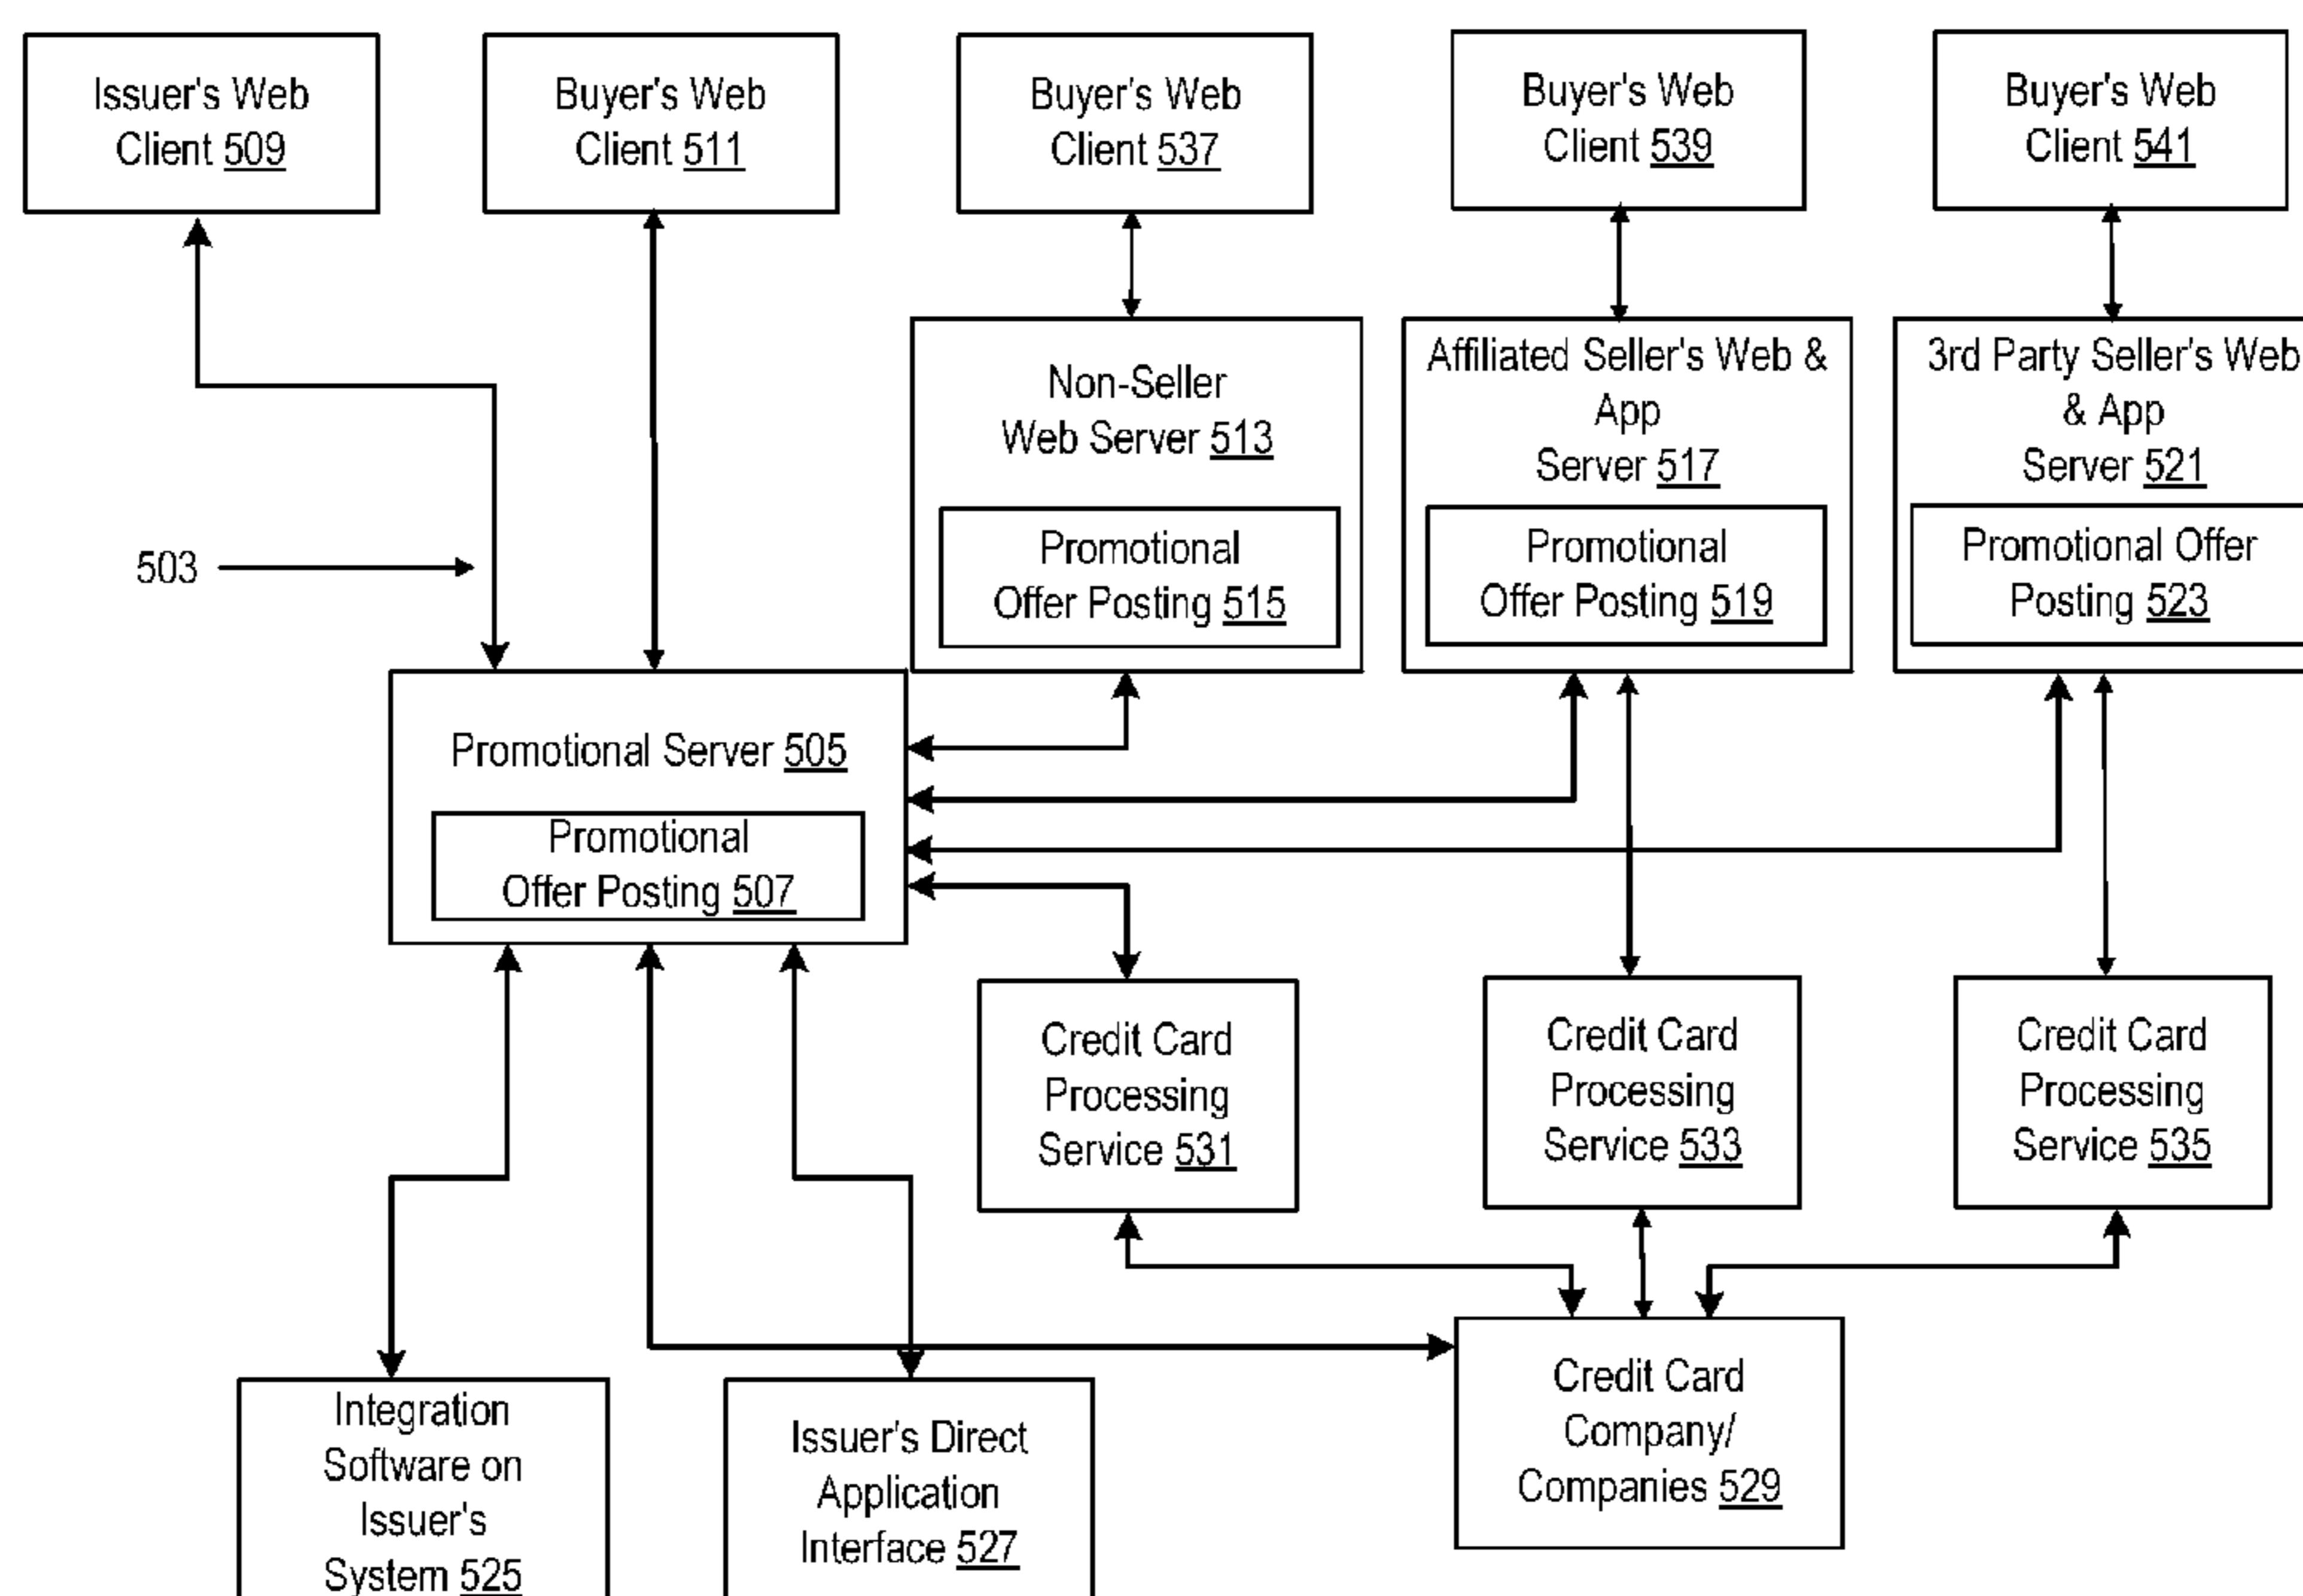 Issuer's Web
Client 509
Buyer's Web
Client 511
Buyer's Web
Client 537
Buyer's Web
Client 539
Buyer's Web
Client 541
Non-Seller
Web Server 513
Promotional
Offer Posting 515
Affiliated Seller's Web &
App
Server 517
Promotional
Offer Posting 519
3rd Party Seller's Web
& App
Server 521
Promotional Offer
Posting 523
503
Promotional Server 505
Promotional
Offer Posting 507
Credit Card
Processing
Service 531
Credit Card
Processing
Service 533
Credit Card
Processing
Service 535
Integration
Software on
Issuer's
System 525
Issuer's Direct
Application
Interface 527
Credit Card
Company/
Companies 529